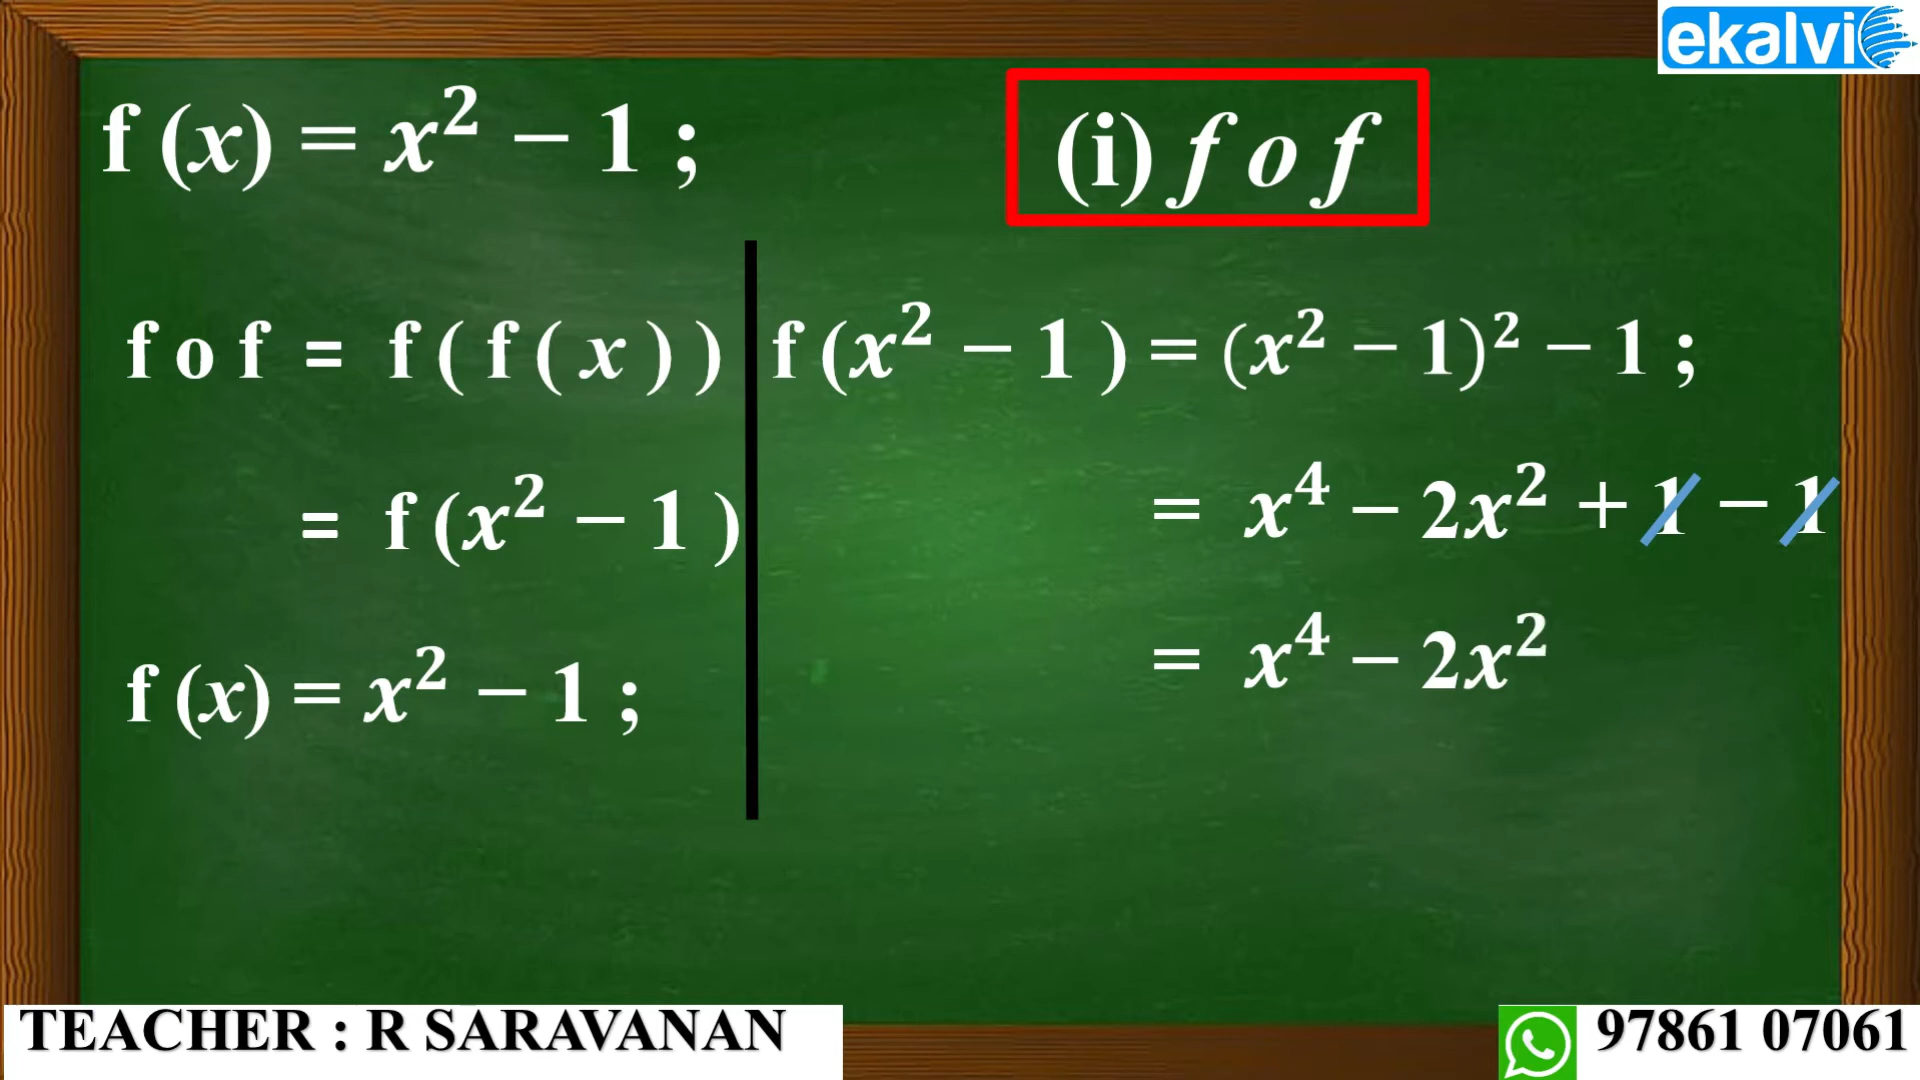 ekalvi
f (x) = x² − 1 ;
(i) f o f
f o f = f ( f ( x ) )
= f (x² − 1 )
f (x) = x² − 1 ;
f (x² − 1 ) = (x² − 1)² − 1 ;
= x⁴ − 2x² + 1 − 1
= x⁴ − 2x²
TEACHER : R SARAVANAN
97861 07061